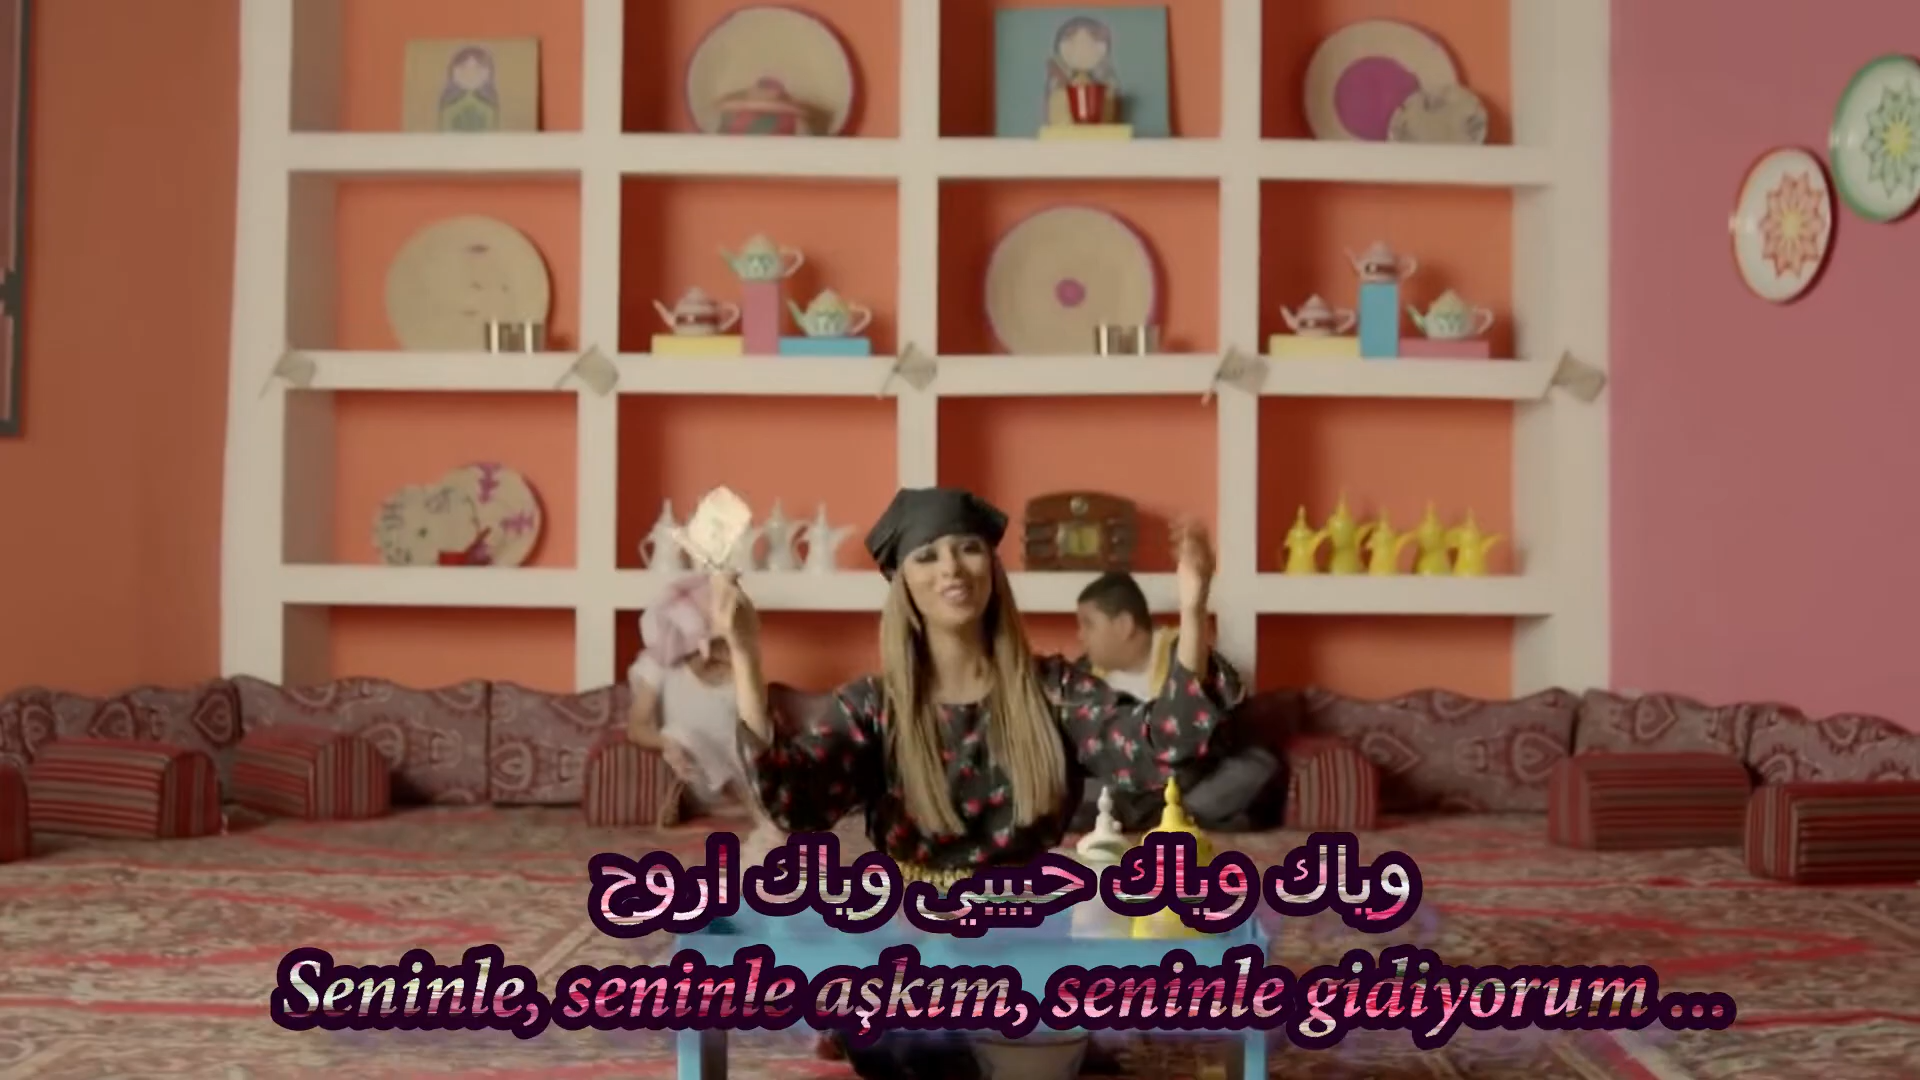 وياك وياك حبيبي وياك اروح
Seninle, seninle aşkım, seninle gidiyorum ...